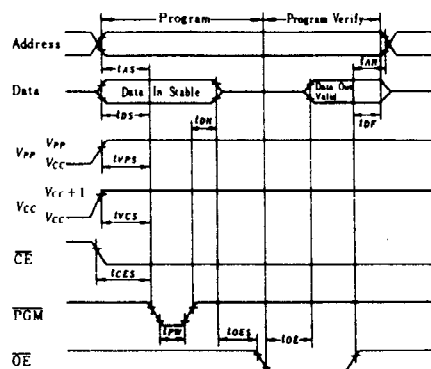 Program
Program Verify
Address
tAS
tAH
Data
Data In Stable
Data Out Valid
tDS
tDH
tDF
VPP
VPP
VCC
tVPS
VCC
VCC + 1
VCC
tVCS
CE
tCES
PGM
tPW
tOES
tOE
OE